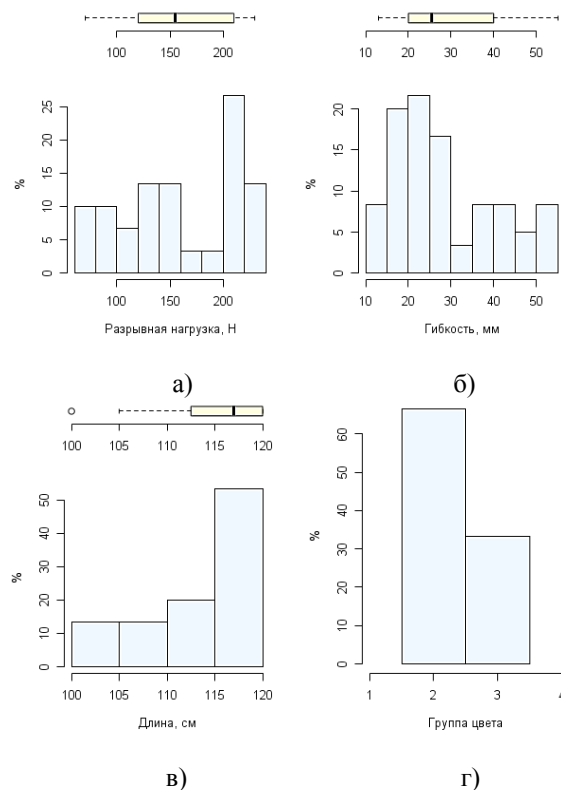 100 150 200
%
0 5 10 15 20 25
100 150 200
Разрывная нагрузка, Н
а)
10 20 30 40 50
%
0 5 10 15 20
10 20 30 40 50
Гибкость, мм
б)
100 105 110 115 120
%
0 10 20 30 40 50
100 105 110 115 120
Длина, см
в)
%
0 10 20 30 40 50 60
1 2 3 4
Группа цвета
г)